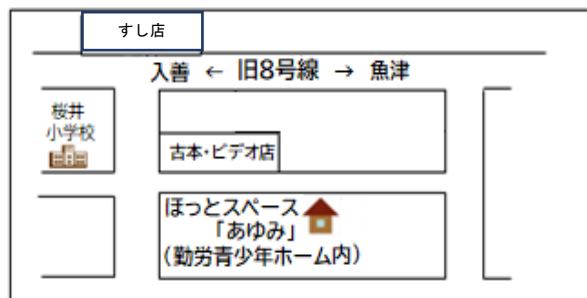 すし店
入善 ← 旧8号線 → 魚津
桜井
小学校
古本・ビデオ店
ほっとスペース
「あゆみ」
(勤労青少年ホーム内)